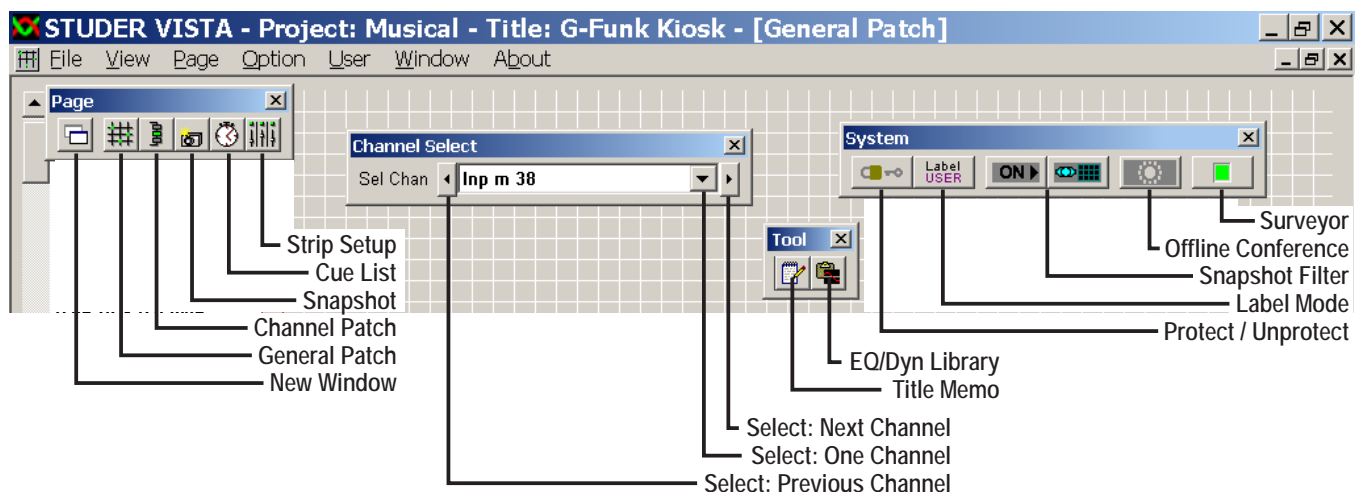 STUDER VISTA - Project: Musical - Title: G-Funk Kiosk - [General Patch]
File View Page Option User Window About
Page
Channel Select
Sel Chan Inp m 38
System
Label
USER
ON
Tool
Strip Setup
Cue List
Snapshot
Channel Patch
General Patch
New Window
Surveyor
Offline Conference
Snapshot Filter
Label Mode
Protect / Unprotect
EQ/Dyn Library
Title Memo
Select: Next Channel
Select: One Channel
Select: Previous Channel